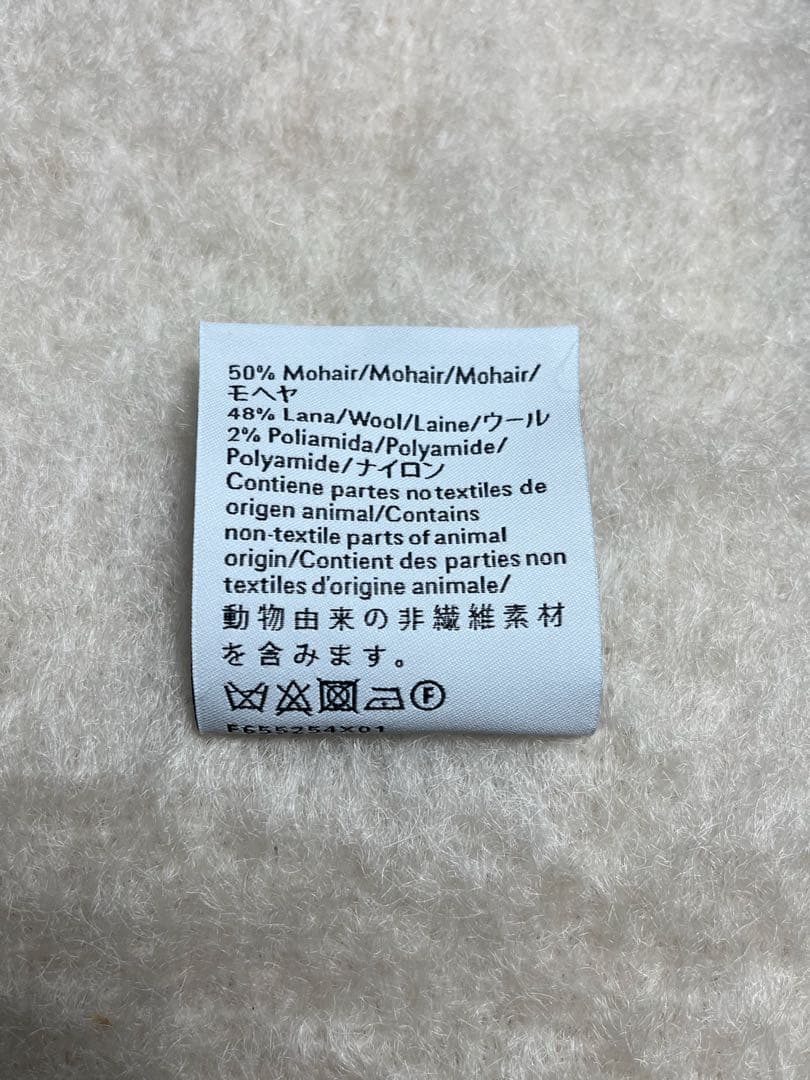 50% Mohair/Mohair/Mohair/
モヘヤ
48% Lana/Wool/Laine/ウール
2% Poliamida/Polyamide/
Polyamide/ナイロン
Contiene partes no textiles de
origen animal/Contains
non-textile parts of animal
origin/Contient des parties non
textiles d'origine animale/
動物由来の非繊維素材
を含みます。
F
F655254X01